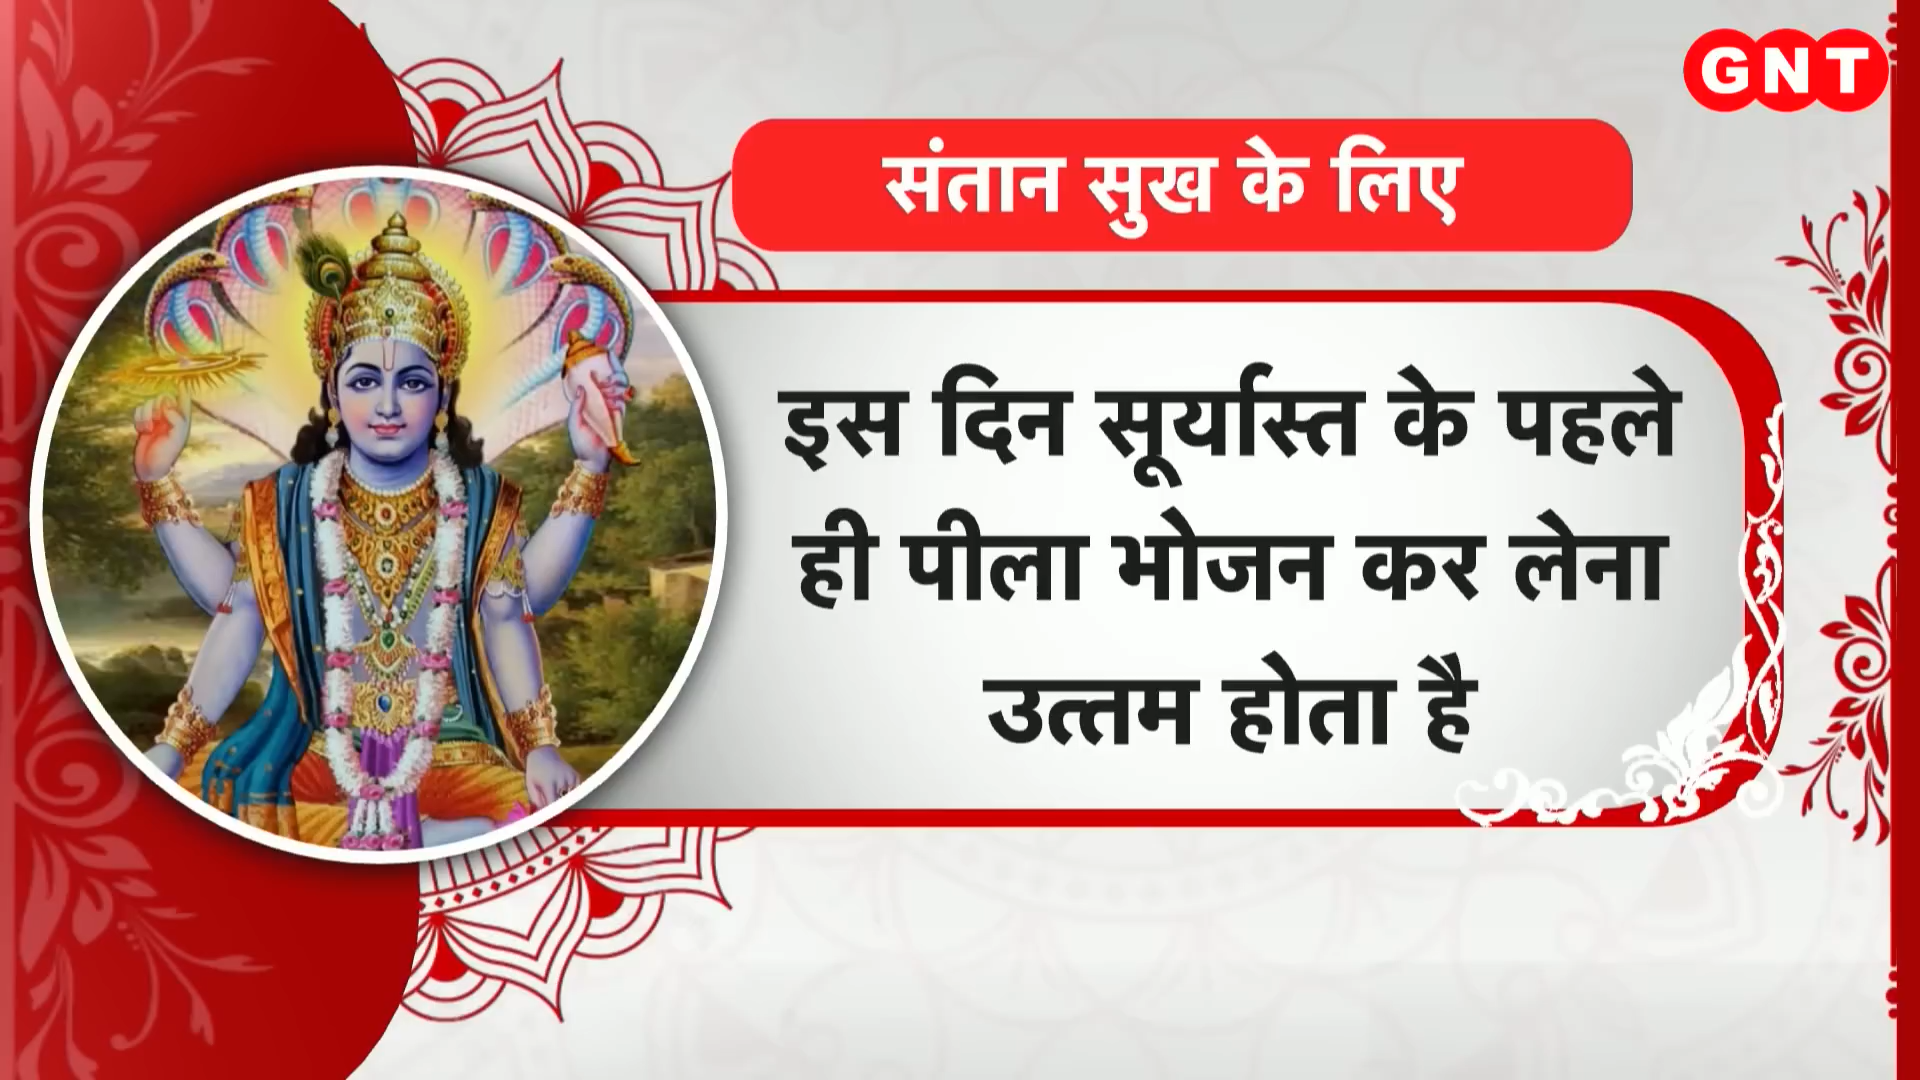 GNT
संतान सुख के लिए
इस दिन सूर्यास्त के पहले
ही पीला भोजन कर लेना
उत्तम होता है